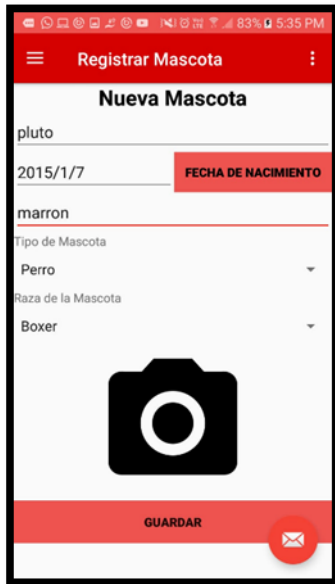 83% 5:35 PM
Registrar Mascota
Nueva Mascota
pluto
2015/1/7 FECHA DE NACIMIENTO
marron
Tipo de Mascota
Perro
Raza de la Mascota
Boxer
GUARDAR